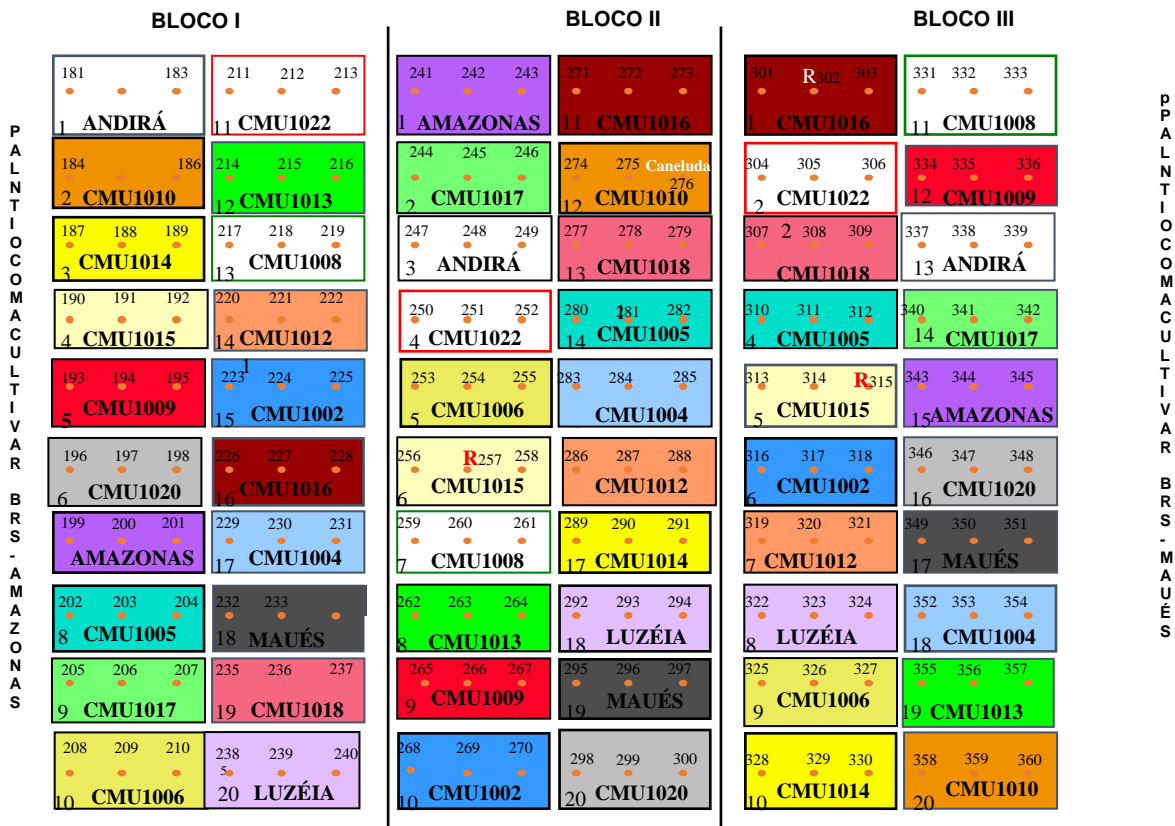 BLOCO I
BLOCO II
BLOCO III
PALNTIOCOMACULTIVAR BRS-AMAZONAS
181 183
1 ANDIRÁ
211 212 213
11 CMU1022
184 186
2 CMU1010
214 215 216
12 CMU1013
187 188 189
3 CMU1014
217 218 219
13 CMU1008
190 191 192
4 CMU1015
220 221 222
14 CMU1012
1
193 194 195
5 CMU1009
223 224 225
15 CMU1002
196 197 198
6 CMU1020
226 227 228
16 CMU1016
199 200 201
AMAZONAS
229 230 231
17 CMU1004
202 203 204
8 CMU1005
232 233
18 MAUÉS
205 206 207
9 CMU1017
235 236 237
19 CMU1018
208 209 210
10 CMU1006
238 239 240
5
20 LUZÉIA
241 242 243
1 AMAZONAS
271 272 273
11 CMU1016
244 245 246
2 CMU1017
274 275 Caneluda
276
12 CMU1010
247 248 249
3 ANDIRÁ
277 278 279
13 CMU1018
250 251 252
4 CMU1022
280 281 282
14 CMU1005
253 254 255
5 CMU1006
283 284 285
CMU1004
256 R257 258
6 CMU1015
286 287 288
CMU1012
259 260 261
7 CMU1008
289 290 291
17 CMU1014
262 263 264
8 CMU1013
292 293 294
18 LUZÉIA
265 266 267
9 CMU1009
295 296 297
19 MAUÉS
268 269 270
10 CMU1002
298 299 300
20 CMU1020
301 R302 303
1 CMU1016
331 332 333
11 CMU1008
304 305 306
2 CMU1022
334 335 336
12 CMU1009
307 2 308 309
CMU1018
337 338 339
13 ANDIRÁ
310 311 312
4 CMU1005
340 341 342
14 CMU1017
313 314 R315
5 CMU1015
343 344 345
15 AMAZONAS
316 317 318
6 CMU1002
346 347 348
16 CMU1020
319 320 321
7 CMU1012
349 350 351
17 MAUÉS
322 323 324
8 LUZÉIA
352 353 354
18 CMU1004
325 326 327
9 CMU1006
355 356 357
19 CMU1013
328 329 330
10 CMU1014
358 359 360
20 CMU1010
pPALNTIOCOMACULTIVAR BRS-MAUÉS